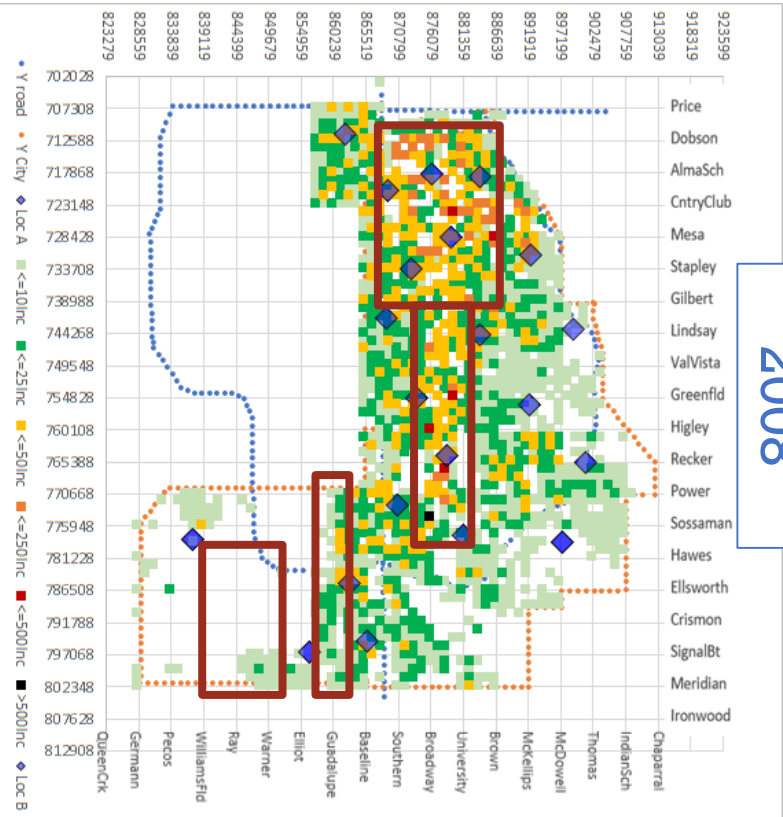 823279
828559
833839
839119
844399
849679
854959
860239
865519
870799
876079
881359
886639
891919
897199
902479
907759
913039
918319
923599
702028
707308
712588
717868
723148
728428
733708
738988
744268
749548
754828
760108
765388
770668
775948
781228
786508
791788
797068
802348
807628
812908
Price
Dobson
AlmaSch
CntryClub
Mesa
Stapley
Gilbert
Lindsay
ValVista
Greenfld
Higley
Recker
Power
Sossaman
Hawes
Ellsworth
Crismon
SignalBt
Meridian
Ironwood
QuenCrk
Germann
Pecos
WilliamsFld
Ray
Warner
Elliot
Guadalupe
Baseline
Southern
Broadway
University
Brown
McKellips
McDowell
Thomas
IndianSch
Chaparral
Y road
Y City
Loc A
<=10Inc
<=25Inc
<=50Inc
<=250Inc
<=500Inc
>500Inc
Loc B
2008